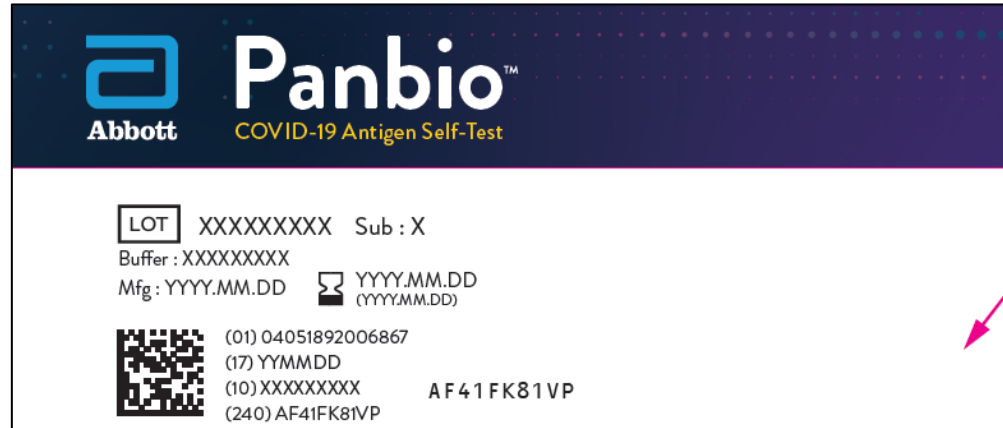 Panbio™
Abbott
COVID-19 Antigen Self-Test
LOT XXXXXXXXX Sub : X
Buffer : XXXXXXXXX
Mfg : YYYY.MM.DD YYYY.MM.DD
(YYYY.MM.DD)
(01) 04051892006867
(17) YYMMDD
(10) XXXXXXXXX
AF41FK81VP
(240) AF41FK81VP